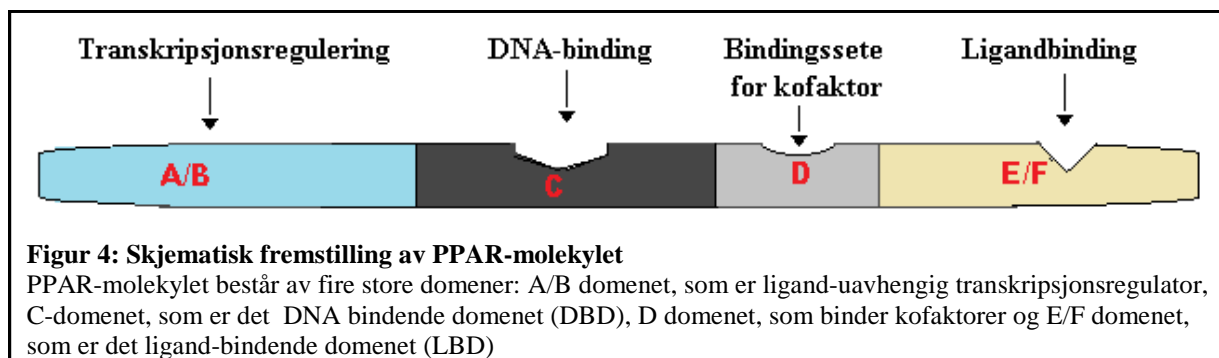 Transkripsjonsregulering
DNA-binding
Bindingssete
for kofaktor
Ligandbinding
A/B
C
D
E/F
Figur 4: Skjematisk fremstilling av PPAR-molekylet
PPAR-molekylet består av fire store domener: A/B domenet, som er ligand-uavhengig transkripsjonsregulator,
C-domenet, som er det  DNA bindende domenet (DBD), D domenet, som binder kofaktorer og E/F domenet,
som er det ligand-bindende domenet (LBD)